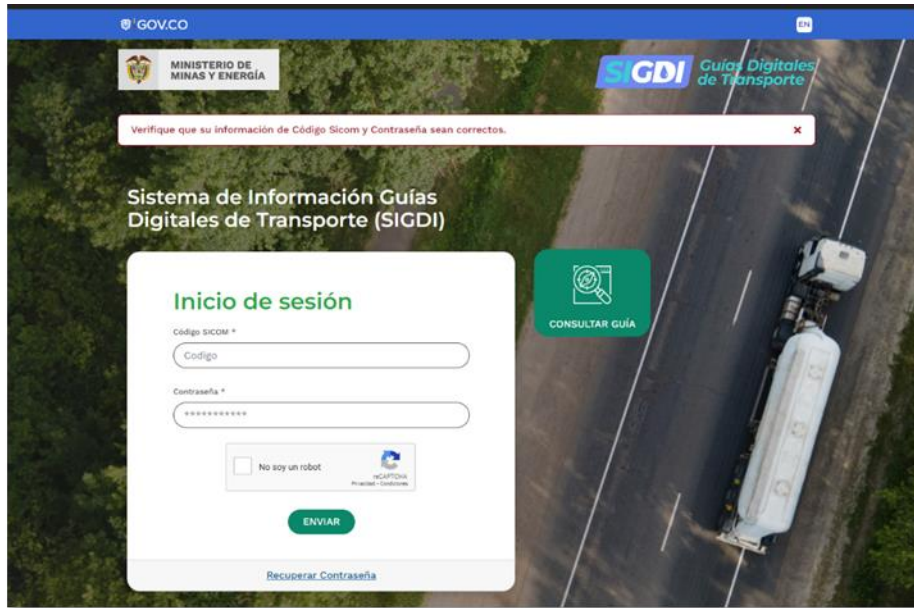 GOV.CO
EN
MINISTERIO DE
MINAS Y ENERGÍA
SIGDI
Guías Digitales
de Transporte
Verifique que su información de Código Sicom y Contraseña sean correctos.
×
Sistema de Información Guías
Digitales de Transporte (SIGDI)
Inicio de sesión
Código SICOM *
Codigo
Contraseña *
***********
No soy un robot
reCAPTCHA
Privacidad - Condiciones
ENVIAR
Recuperar Contraseña
CONSULTAR GUÍA